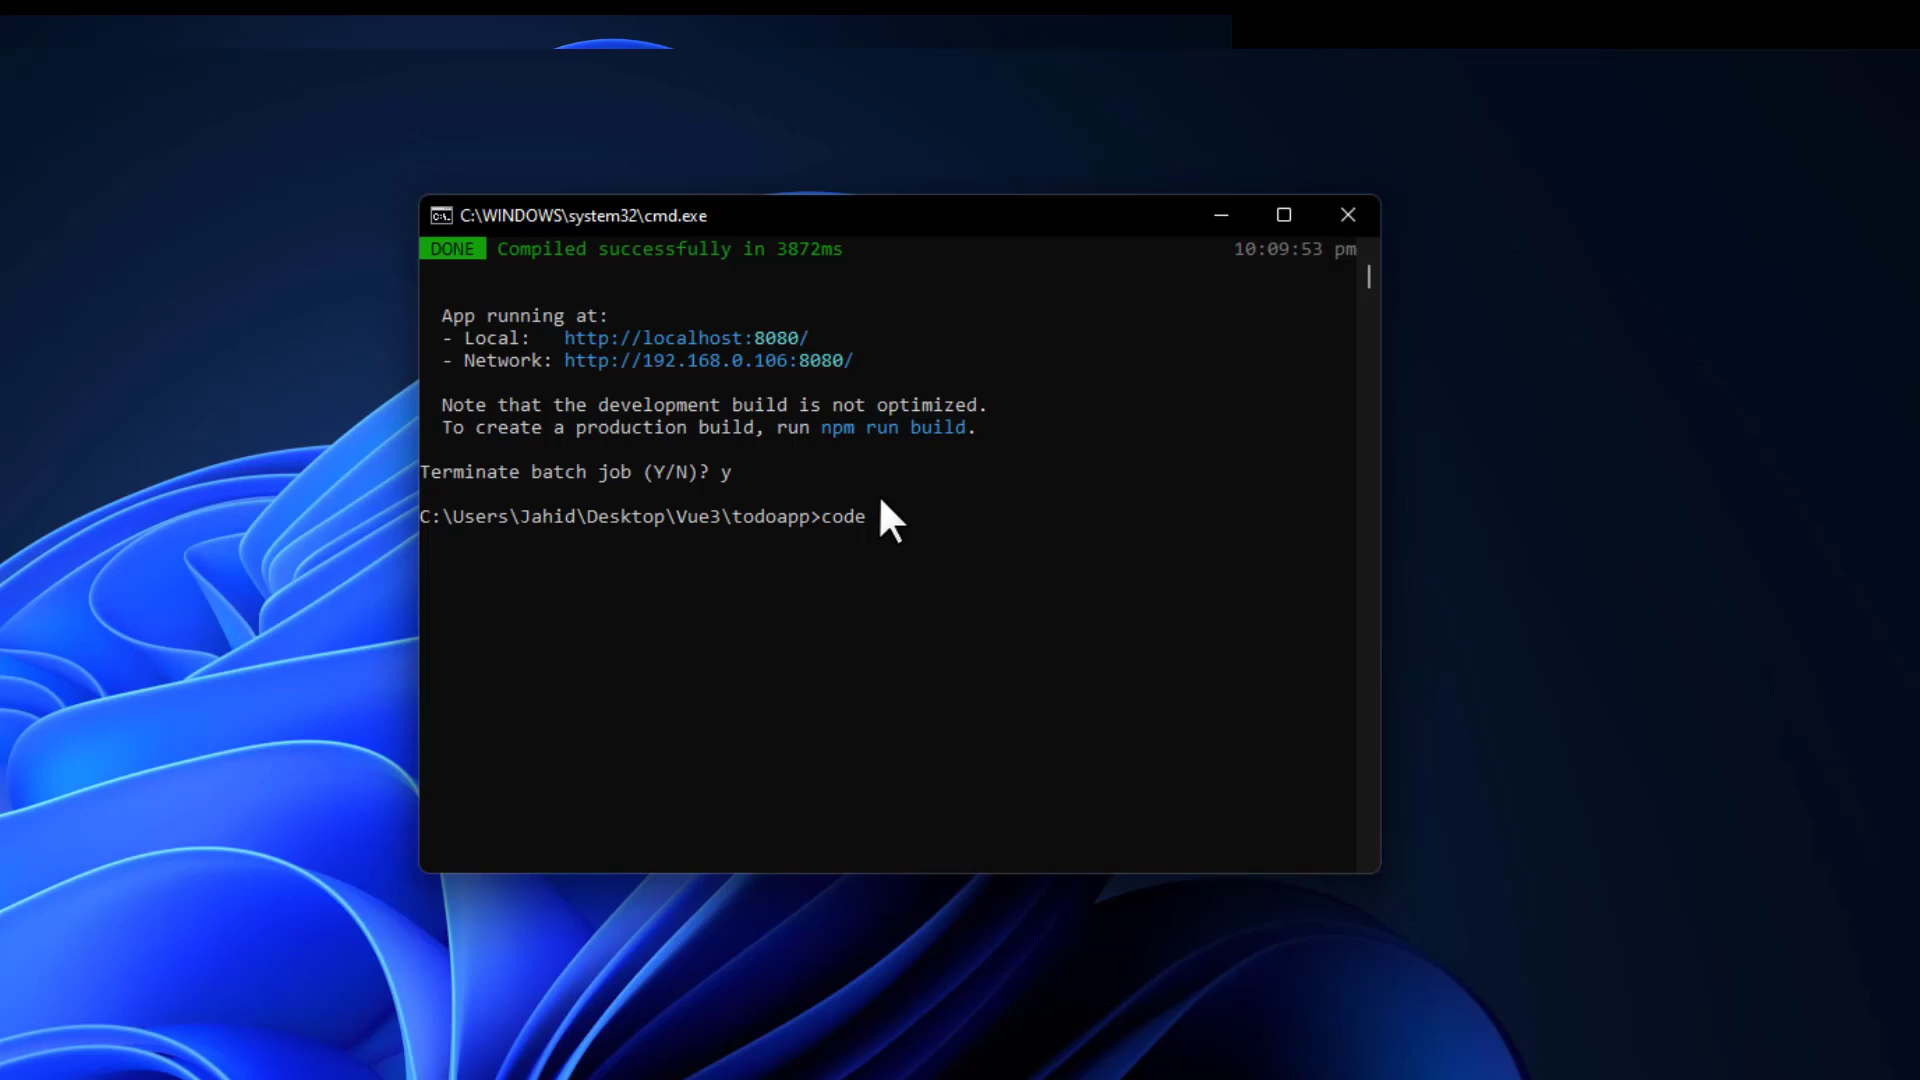 C:\WINDOWS\system32\cmd.exe
DONE Compiled successfully in 3872ms 10:09:53 pm
App running at:
- Local: http://localhost:8080/
- Network: http://192.168.0.106:8080/
Note that the development build is not optimized.
To create a production build, run npm run build.
Terminate batch job (Y/N)? y
C:\Users\Jahid\Desktop\Vue3\todoapp>code